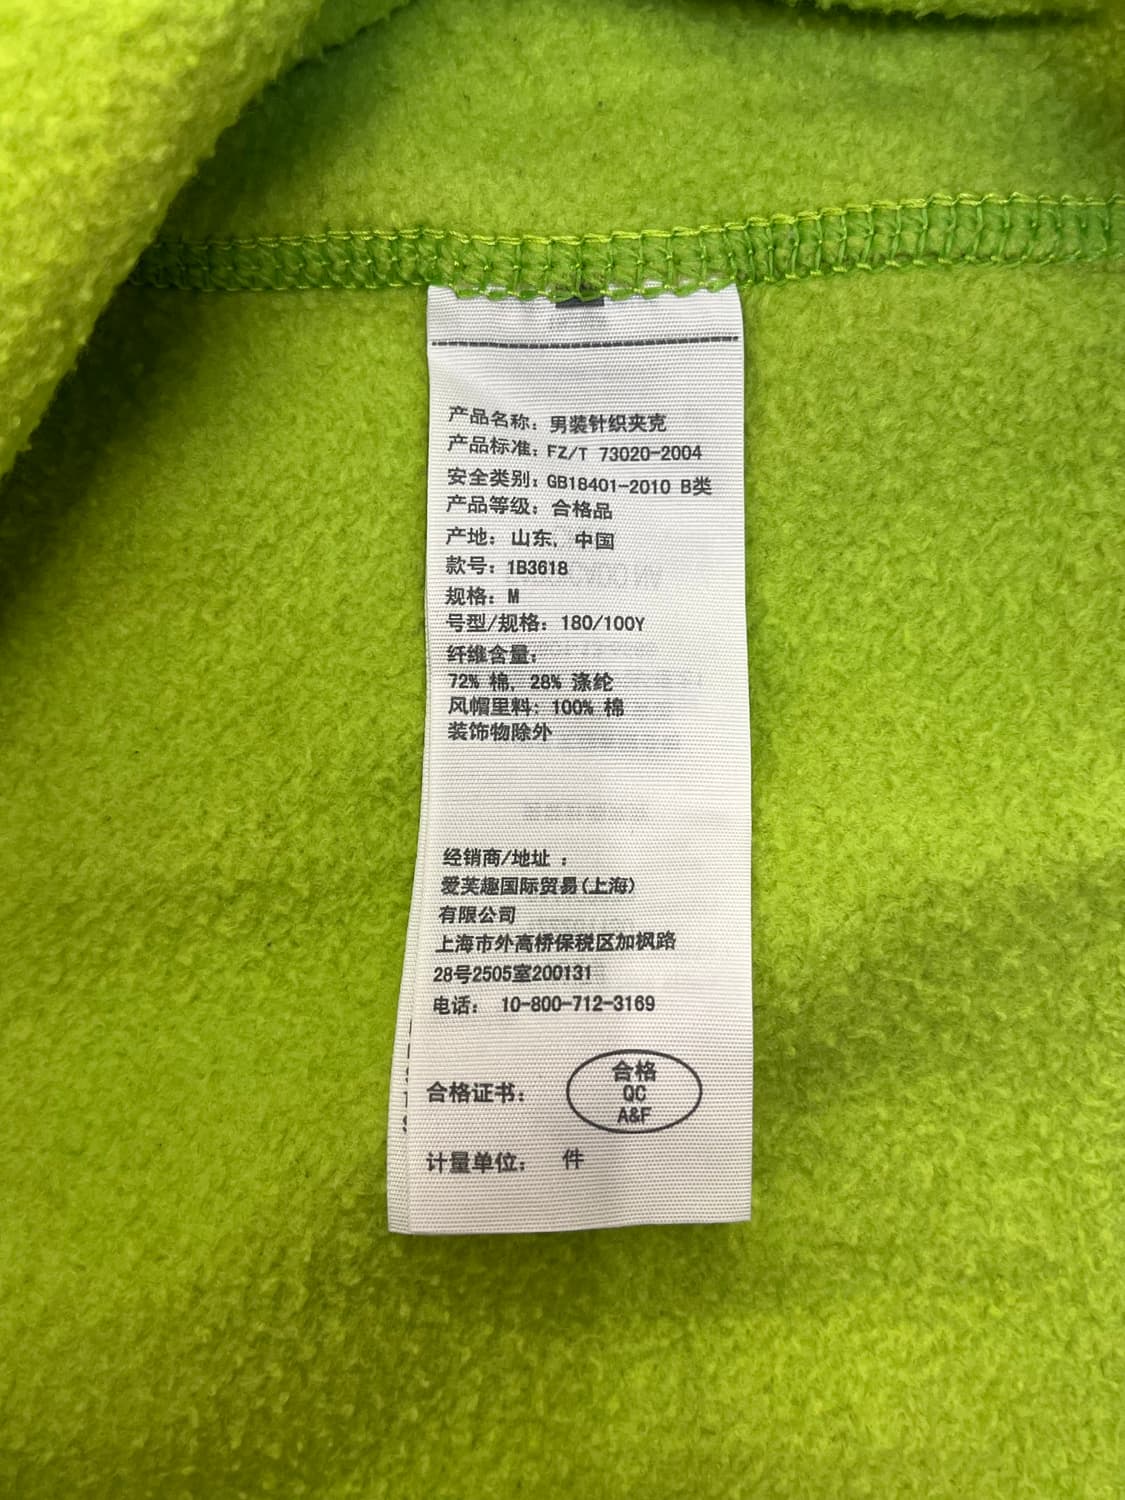 产品名称: 男装针织夹克
产品标准: FZ/T 73020-2004
安全类别: GB18401-2010 B类
产品等级: 合格品
产地: 山东, 中国
款号: 1B3618
规格: M
号型/规格: 180/100Y
纤维含量:
72% 棉, 28% 涤纶
风帽里料: 100% 棉
装饰物除外
经销商/地址 :
爱芙趣国际贸易(上海)
有限公司
上海市外高桥保税区加枫路
28号2505室200131
电话: 10-800-712-3169
合格证书:
合格
QC
A&F
计量单位: 件